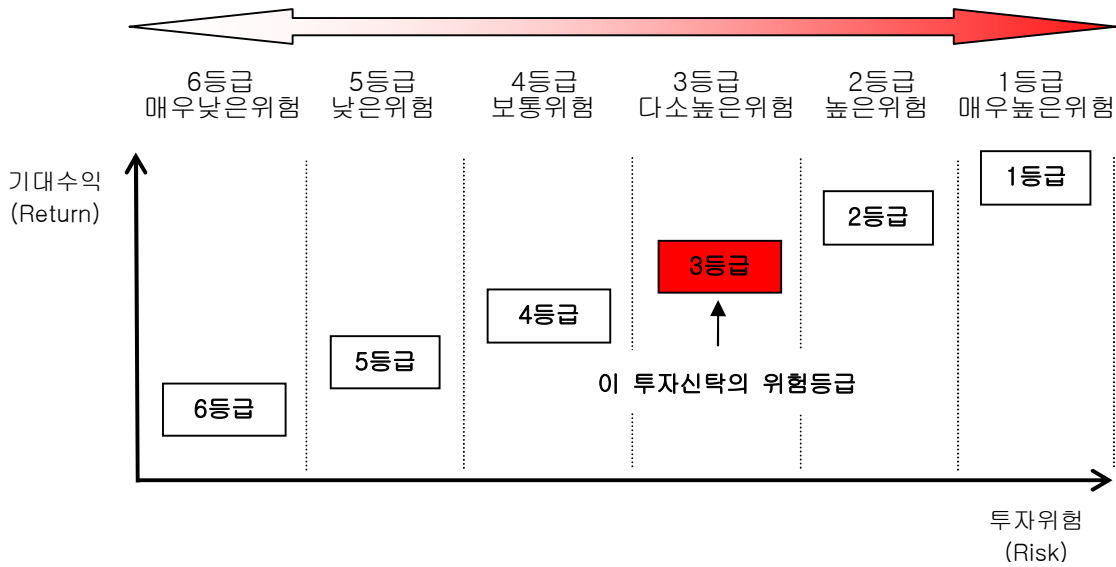 6등급
매우낮은위험
5등급
낮은위험
4등급
보통위험
3등급
다소높은위험
2등급
높은위험
1등급
매우높은위험
기대수익
(Return)
1등급
2등급
3등급
4등급
5등급
이 투자신탁의 위험등급
6등급
투자위험
(Risk)